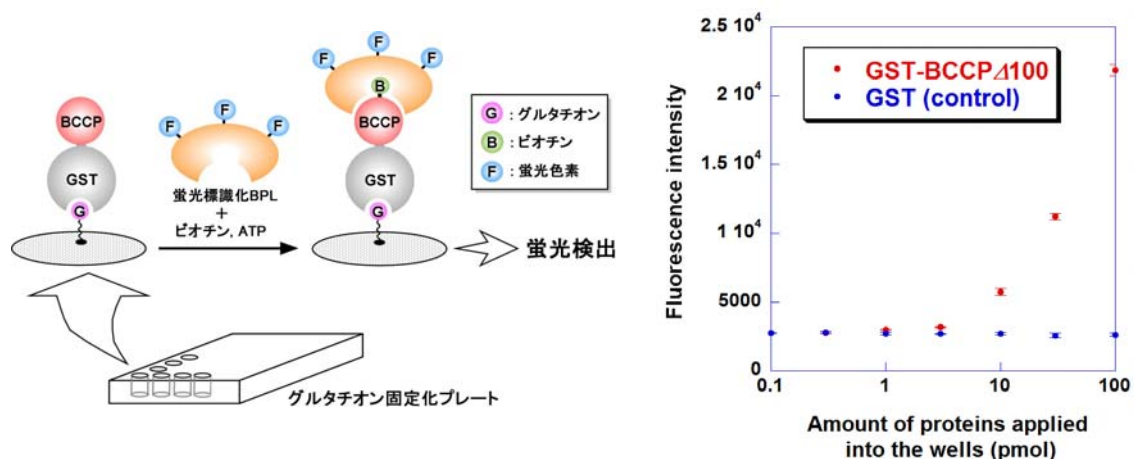 F
F
F
B
BCCP
GST
G
BCCP
GST
G
F
F
F
蛍光標識化BPL
+
ビオチン, ATP
G : グルタチオン
B : ビオチン
F : 蛍光色素
蛍光検出
グルタチオン固定化プレート
Fluorescence intensity
2.5 10⁴
2 10⁴
1.5 10⁴
1 10⁴
5000
0
GST-BCCPΔ100
GST (control)
0.1
1
10
100
Amount of proteins applied
into the wells (pmol)